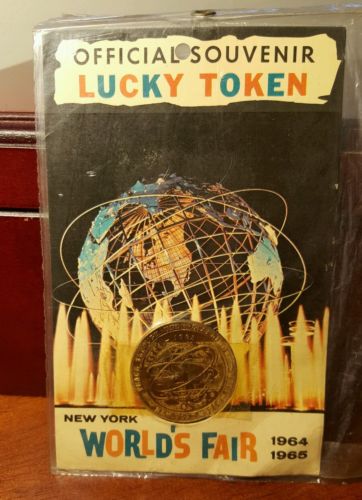 OFFICIAL SOUVENIR
LUCKY TOKEN
NEW YORK
WORLD'S FAIR
1964
1965